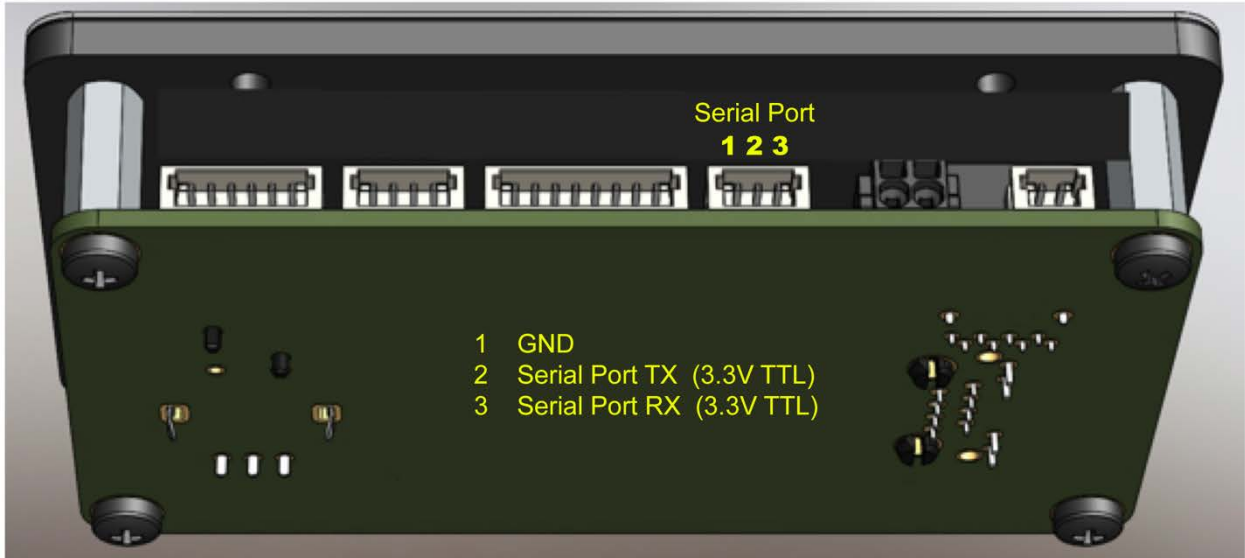 Serial Port
1 2 3
1 GND
2 Serial Port TX (3.3V TTL)
3 Serial Port RX (3.3V TTL)